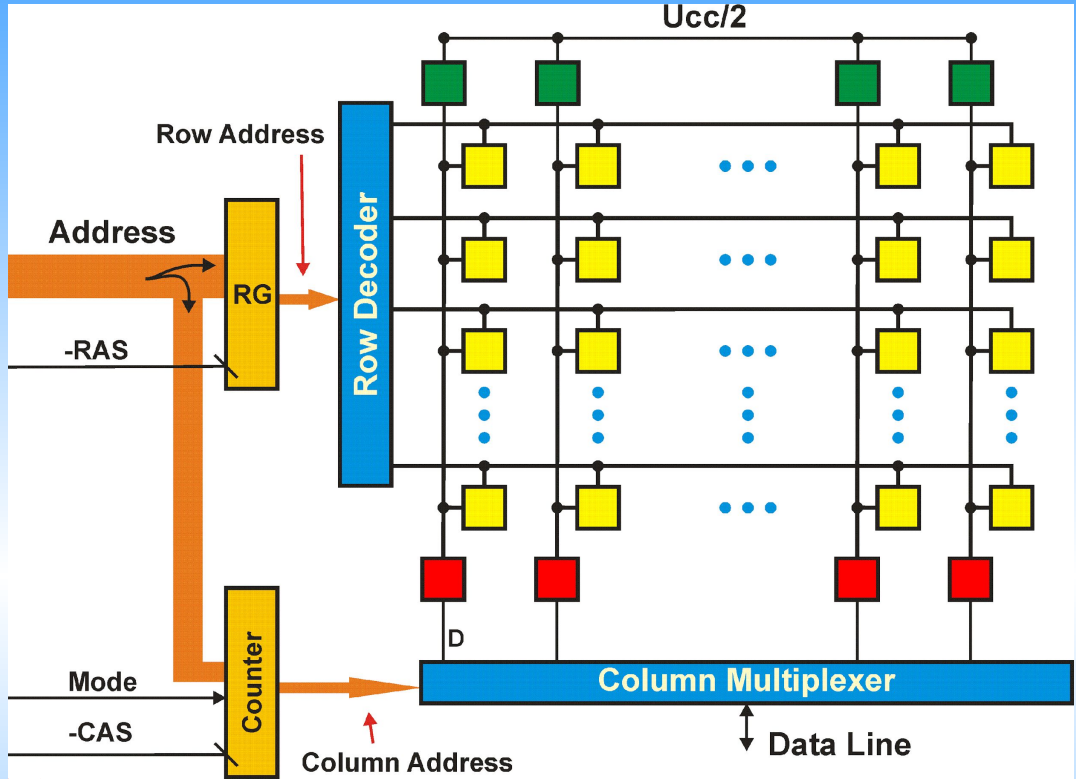 Ucc/2
Row Address
Address
RG
Row Decoder
-RAS
D
Mode
Counter
Column Multiplexer
-CAS
Column Address
Data Line